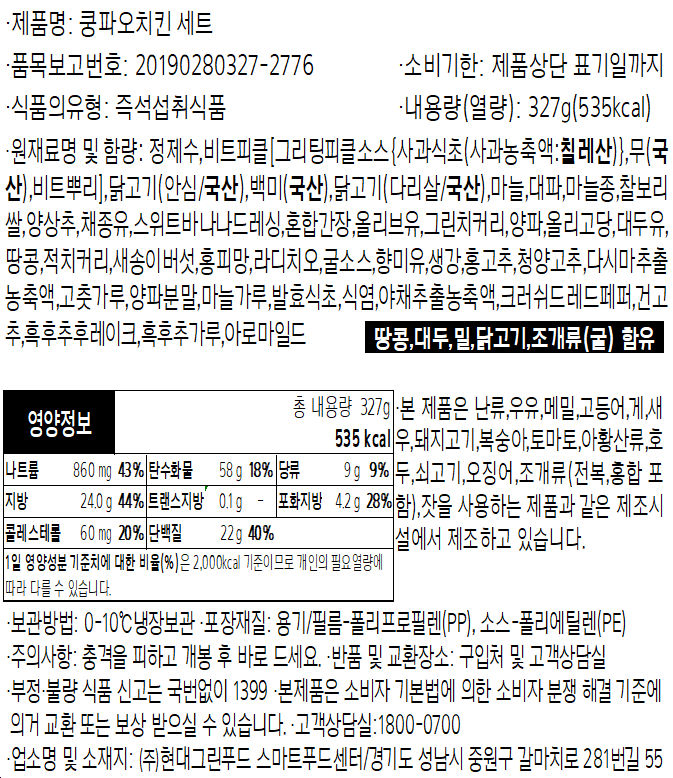 ·제품명: 쿵파오치킨 세트
·품목보고번호: 20190280327-2776 ·소비기한: 제품상단 표기일까지
·식품의유형: 즉석섭취식품 ·내용량(열량): 327g(535kcal)
·원재료명 및 함량: 정제수,비트피클[그리팅피클소스{사과식초(사과농축액:칠레산)},무(국
산),비트뿌리],닭고기(안심/국산),백미(국산),닭고기(다리살/국산),마늘,대파,마늘종,찰보리
쌀,양상추,채종유,스위트바나나드레싱,혼합간장,올리브유,그린치커리,양파,올리고당,대두유,
땅콩,적치커리,새송이버섯,홍피망,라디치오,굴소스,향미유,생강,홍고추,청양고추,다시마추출
농축액,고춧가루,양파분말,마늘가루,발효식초,식염,야채추출농축액,크러쉬드레드페퍼,건고
추,흑후추후레이크,흑후추가루,아로마일드
땅콩,대두,밀,닭고기,조개류(굴) 함유
영양정보
총 내용량 327g
535 kcal
나트륨 860 mg 43% 탄수화물 58 g 18% 당류 9 g 9%
지방 24.0 g 44% 트랜스지방 0.1 g - 포화지방 4.2 g 28%
콜레스테롤 60 mg 20% 단백질 22 g 40%
1일 영양성분 기준치에 대한 비율(%)은 2,000kcal 기준이므로 개인의 필요열량에
따라 다를 수 있습니다.
·본 제품은 난류,우유,메밀,고등어,게,새
우,돼지고기,복숭아,토마토,아황산류,호
두,쇠고기,오징어,조개류(전복,홍합 포
함),잣을 사용하는 제품과 같은 제조시
설에서 제조하고 있습니다.
·보관방법: 0-10℃냉장보관 ·포장재질: 용기/필름-폴리프로필렌(PP), 소스-폴리에틸렌(PE)
·주의사항: 충격을 피하고 개봉 후 바로 드세요. ·반품 및 교환장소: 구입처 및 고객상담실
·부정·불량 식품 신고는 국번없이 1399 ·본제품은 소비자 기본법에 의한 소비자 분쟁 해결 기준에
의거 교환 또는 보상 받으실 수 있습니다. ·고객상담실:1800-0700
·업소명 및 소재지: (주)현대그린푸드 스마트푸드센터/경기도 성남시 중원구 갈마치로 281번길 55